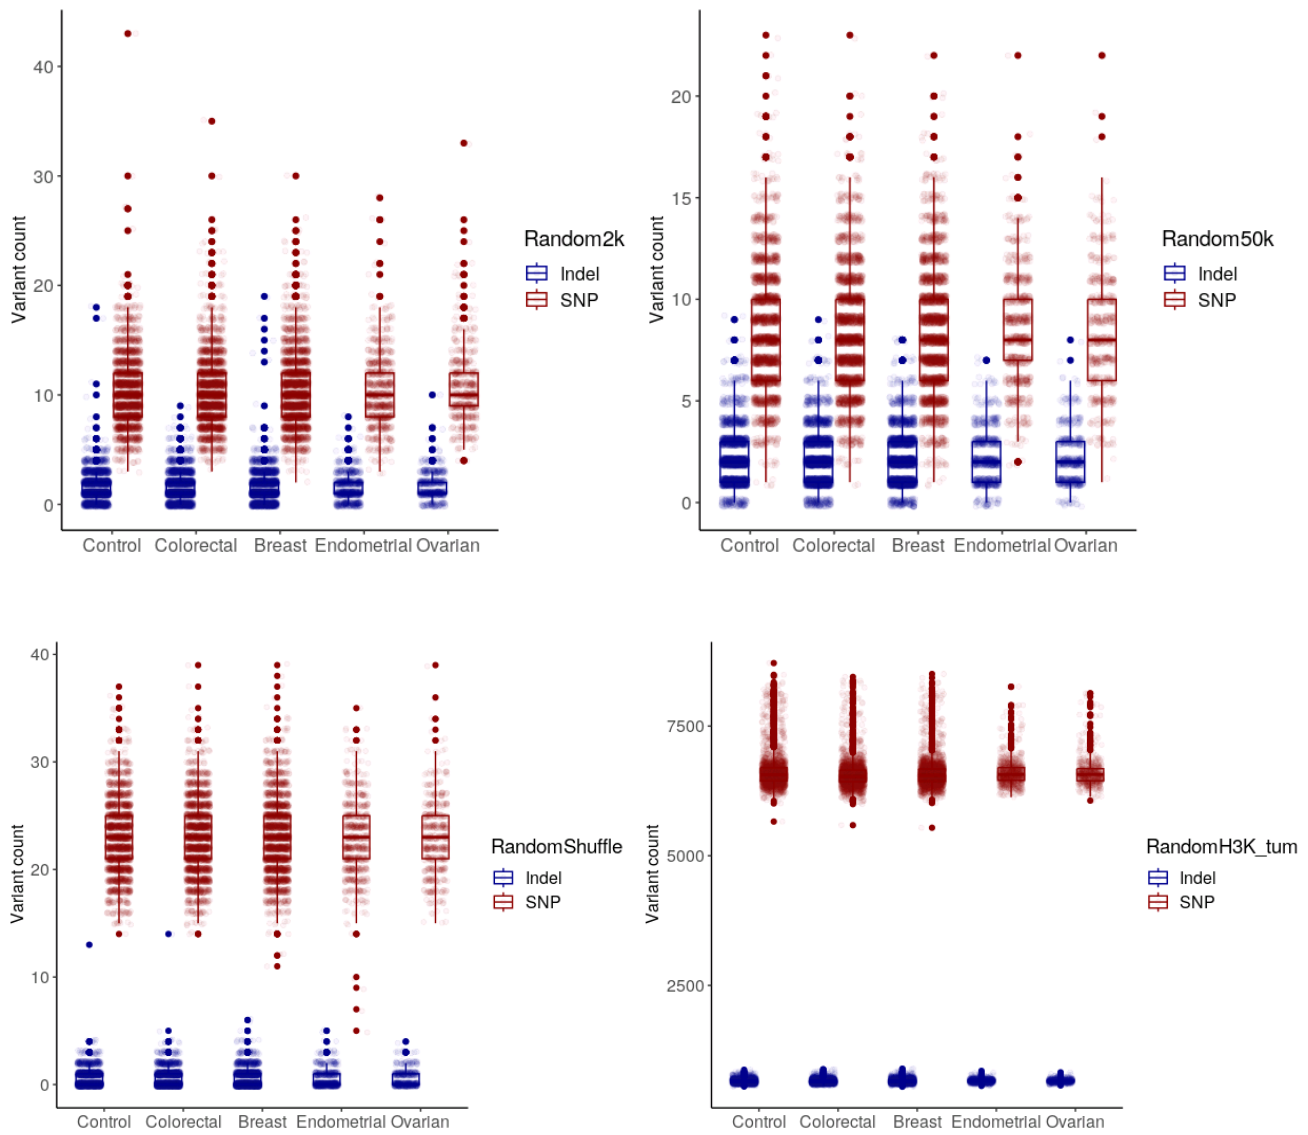 Variant count
40
30
20
10
0
Control Colorectal Breast Endometrial Ovarian
Random2k
Indel
SNP
Variant count
20
15
10
5
0
Control Colorectal Breast Endometrial Ovarian
Random50k
Indel
SNP
Variant count
40
30
20
10
0
Control Colorectal Breast Endometrial Ovarian
RandomShuffle
Indel
SNP
Variant count
7500
5000
2500
Control Colorectal Breast Endometrial Ovarian
RandomH3K_tum
Indel
SNP